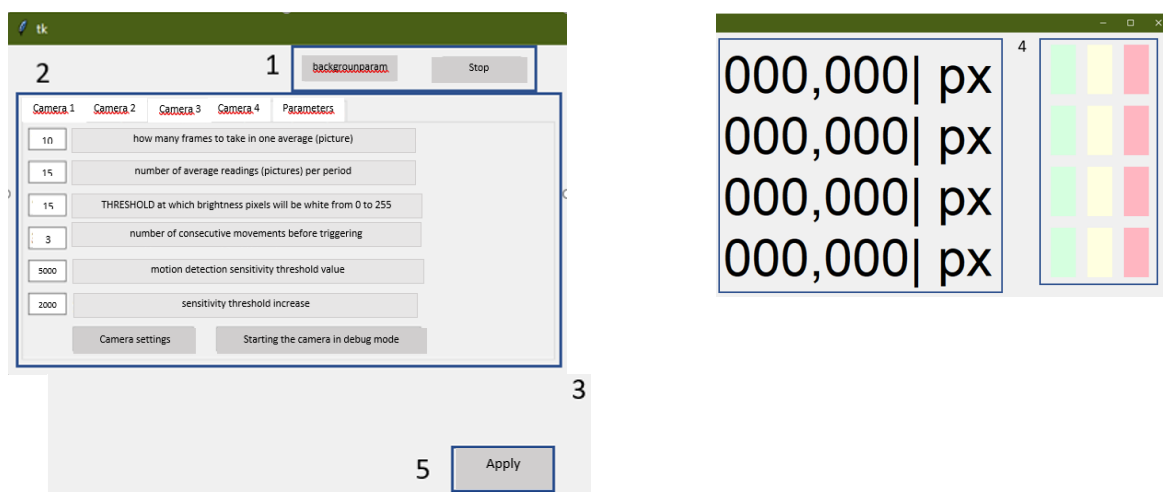 tk
1
backgrounparam
Stop
2
Camera 1 Camera 2 Camera 3 Camera 4 Parameters
10 how many frames to take in one average (picture)
15 number of average readings (pictures) per period
15 THRESHOLD at which brightness pixels will be white from 0 to 255
3 number of consecutive movements before triggering
5000 motion detection sensitivity threshold value
2000 sensitivity threshold increase
Camera settings Starting the camera in debug mode
3
5
Apply
000,000| px
000,000| px
000,000| px
000,000| px
4